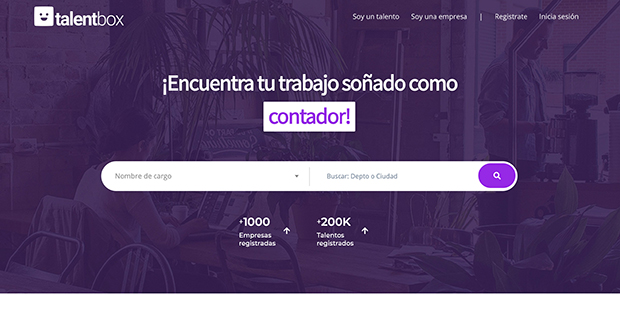 talentbox
Soy un talento Soy una empresa | Registrate Inicia sesión
¡Encuentra tu trabajo soñado como
contador!
Nombre de cargo
Buscar: Depto o Ciudad
+1000 +200K
Empresas Talentos
registradas registrados